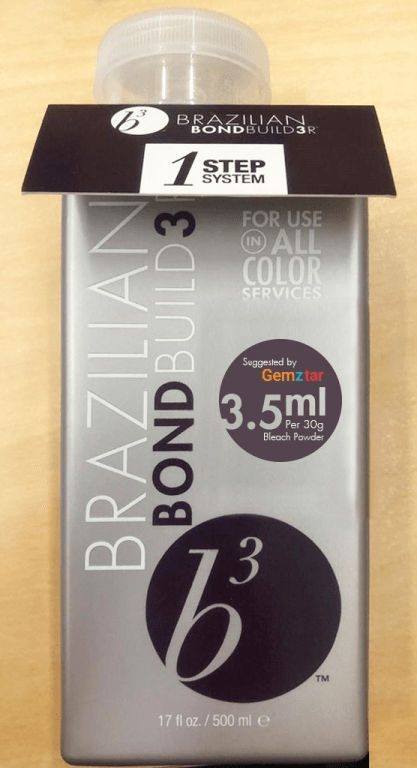 b3
BRAZILIAN
BONDBUILD3R
1 STEP
SYSTEM
FOR USE
IN ALL
COLOR
SERVICES
BRAZILIAN
BONDBUILD3R
Suggested by
Gemztar
3.5ml
Per 30g
Bleach Powder
b3
TM
17 fl oz. / 500 ml e